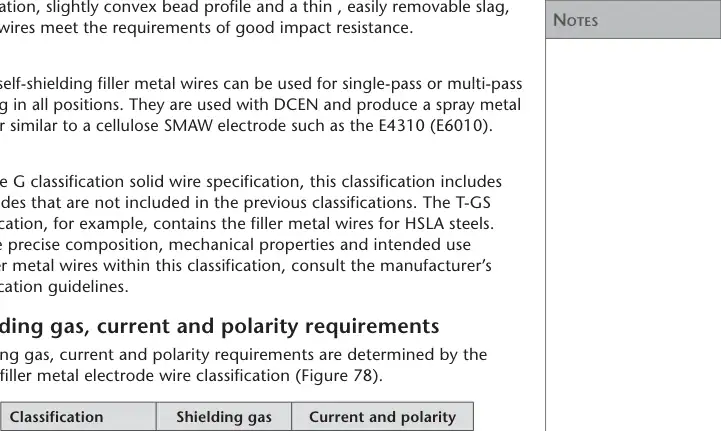 ation, slightly convex bead profile and a thin , easily removable slag,
wires meet the requirements of good impact resistance.
self-shielding filler metal wires can be used for single-pass or multi-pass
g in all positions. They are used with DCEN and produce a spray metal
r similar to a cellulose SMAW electrode such as the E4310 (E6010).
e G classification solid wire specification, this classification includes
des that are not included in the previous classifications. The T-GS
cation, for example, contains the filler metal wires for HSLA steels.
e precise composition, mechanical properties and intended use
er metal wires within this classification, consult the manufacturer’s
cation guidelines.
ding gas, current and polarity requirements
ng gas, current and polarity requirements are determined by the
filler metal electrode wire classification (Figure 78).
Classification Shielding gas Current and polarity
NOTES